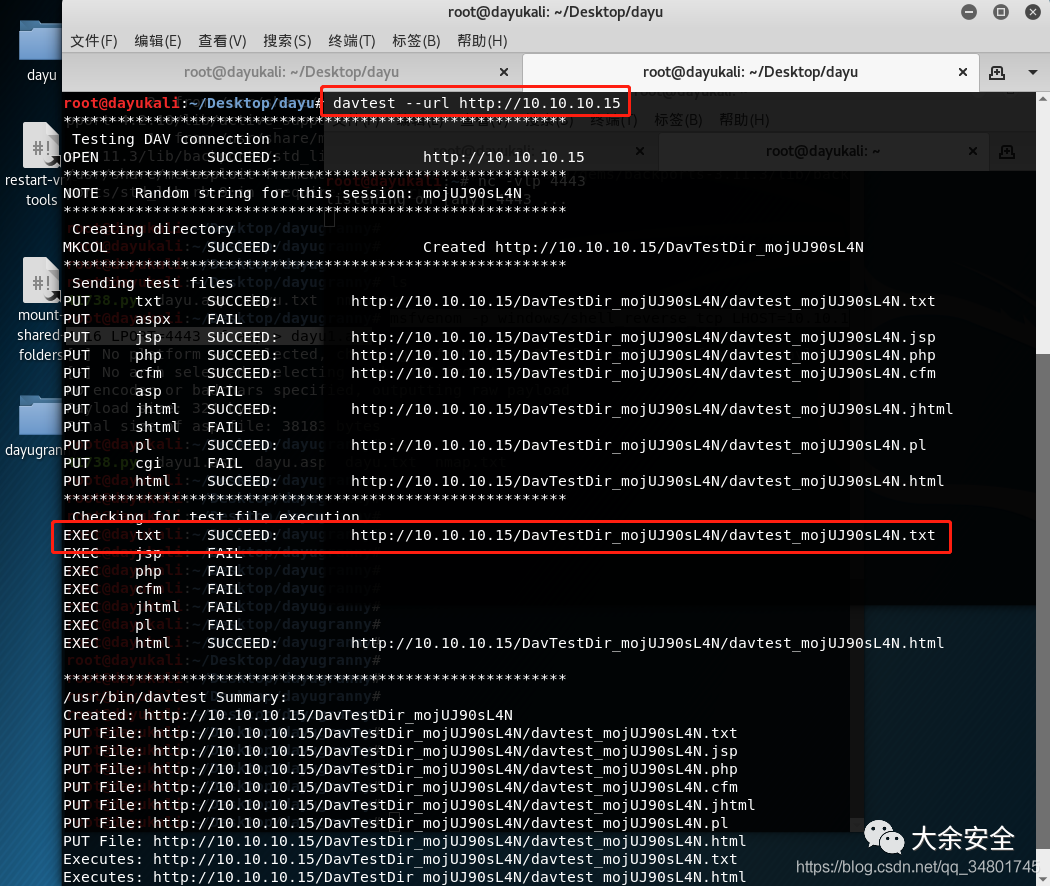 root@dayukali: ~/Desktop/dayu
文件(F) 编辑(E) 查看(V) 搜索(S) 终端(T) 标签(B) 帮助(H)
root@dayukali: ~/Desktop/dayu × root@dayukali: ~/Desktop/dayu ×
dayu
restart-v
tools
mount-
shared
folders
dayugran
root@dayukali:~/Desktop/dayu# davtest --url http://10.10.10.15
********************************************************
Testing DAV connection
OPEN SUCCEED: http://10.10.10.15
********************************************************
NOTE Random string for this session: mojUJ90sL4N
********************************************************
Creating directory
MKCOL SUCCEED: Created http://10.10.10.15/DavTestDir_mojUJ90sL4N
********************************************************
Sending test files
PUT txt SUCCEED: http://10.10.10.15/DavTestDir_mojUJ90sL4N/davtest_mojUJ90sL4N.txt
PUT aspx FAIL
PUT jsp SUCCEED: http://10.10.10.15/DavTestDir_mojUJ90sL4N/davtest_mojUJ90sL4N.jsp
PUT php SUCCEED: http://10.10.10.15/DavTestDir_mojUJ90sL4N/davtest_mojUJ90sL4N.php
PUT cfm SUCCEED: http://10.10.10.15/DavTestDir_mojUJ90sL4N/davtest_mojUJ90sL4N.cfm
PUT asp FAIL
PUT jhtml SUCCEED: http://10.10.10.15/DavTestDir_mojUJ90sL4N/davtest_mojUJ90sL4N.jhtml
PUT shtml FAIL
PUT pl SUCCEED: http://10.10.10.15/DavTestDir_mojUJ90sL4N/davtest_mojUJ90sL4N.pl
PUT cgi FAIL
PUT html SUCCEED: http://10.10.10.15/DavTestDir_mojUJ90sL4N/davtest_mojUJ90sL4N.html
********************************************************
Checking for test file execution
EXEC txt SUCCEED: http://10.10.10.15/DavTestDir_mojUJ90sL4N/davtest_mojUJ90sL4N.txt
EXEC jsp FAIL
EXEC php FAIL
EXEC cfm FAIL
EXEC jhtml FAIL
EXEC pl FAIL
EXEC html SUCCEED: http://10.10.10.15/DavTestDir_mojUJ90sL4N/davtest_mojUJ90sL4N.html
********************************************************
/usr/bin/davtest Summary:
Created: http://10.10.10.15/DavTestDir_mojUJ90sL4N
PUT File: http://10.10.10.15/DavTestDir_mojUJ90sL4N/davtest_mojUJ90sL4N.txt
PUT File: http://10.10.10.15/DavTestDir_mojUJ90sL4N/davtest_mojUJ90sL4N.jsp
PUT File: http://10.10.10.15/DavTestDir_mojUJ90sL4N/davtest_mojUJ90sL4N.php
PUT File: http://10.10.10.15/DavTestDir_mojUJ90sL4N/davtest_mojUJ90sL4N.cfm
PUT File: http://10.10.10.15/DavTestDir_mojUJ90sL4N/davtest_mojUJ90sL4N.jhtml
PUT File: http://10.10.10.15/DavTestDir_mojUJ90sL4N/davtest_mojUJ90sL4N.pl
PUT File: http://10.10.10.15/DavTestDir_mojUJ90sL4N/davtest_mojUJ90sL4N.html
Executes: http://10.10.10.15/DavTestDir_mojUJ90sL4N/davtest_mojUJ90sL4N.txt
Executes: http://10.10.10.15/DavTestDir_mojUJ90sL4N/davtest_mojUJ90sL4N.html
大余安全
https://blog.csdn.net/qq_34801745